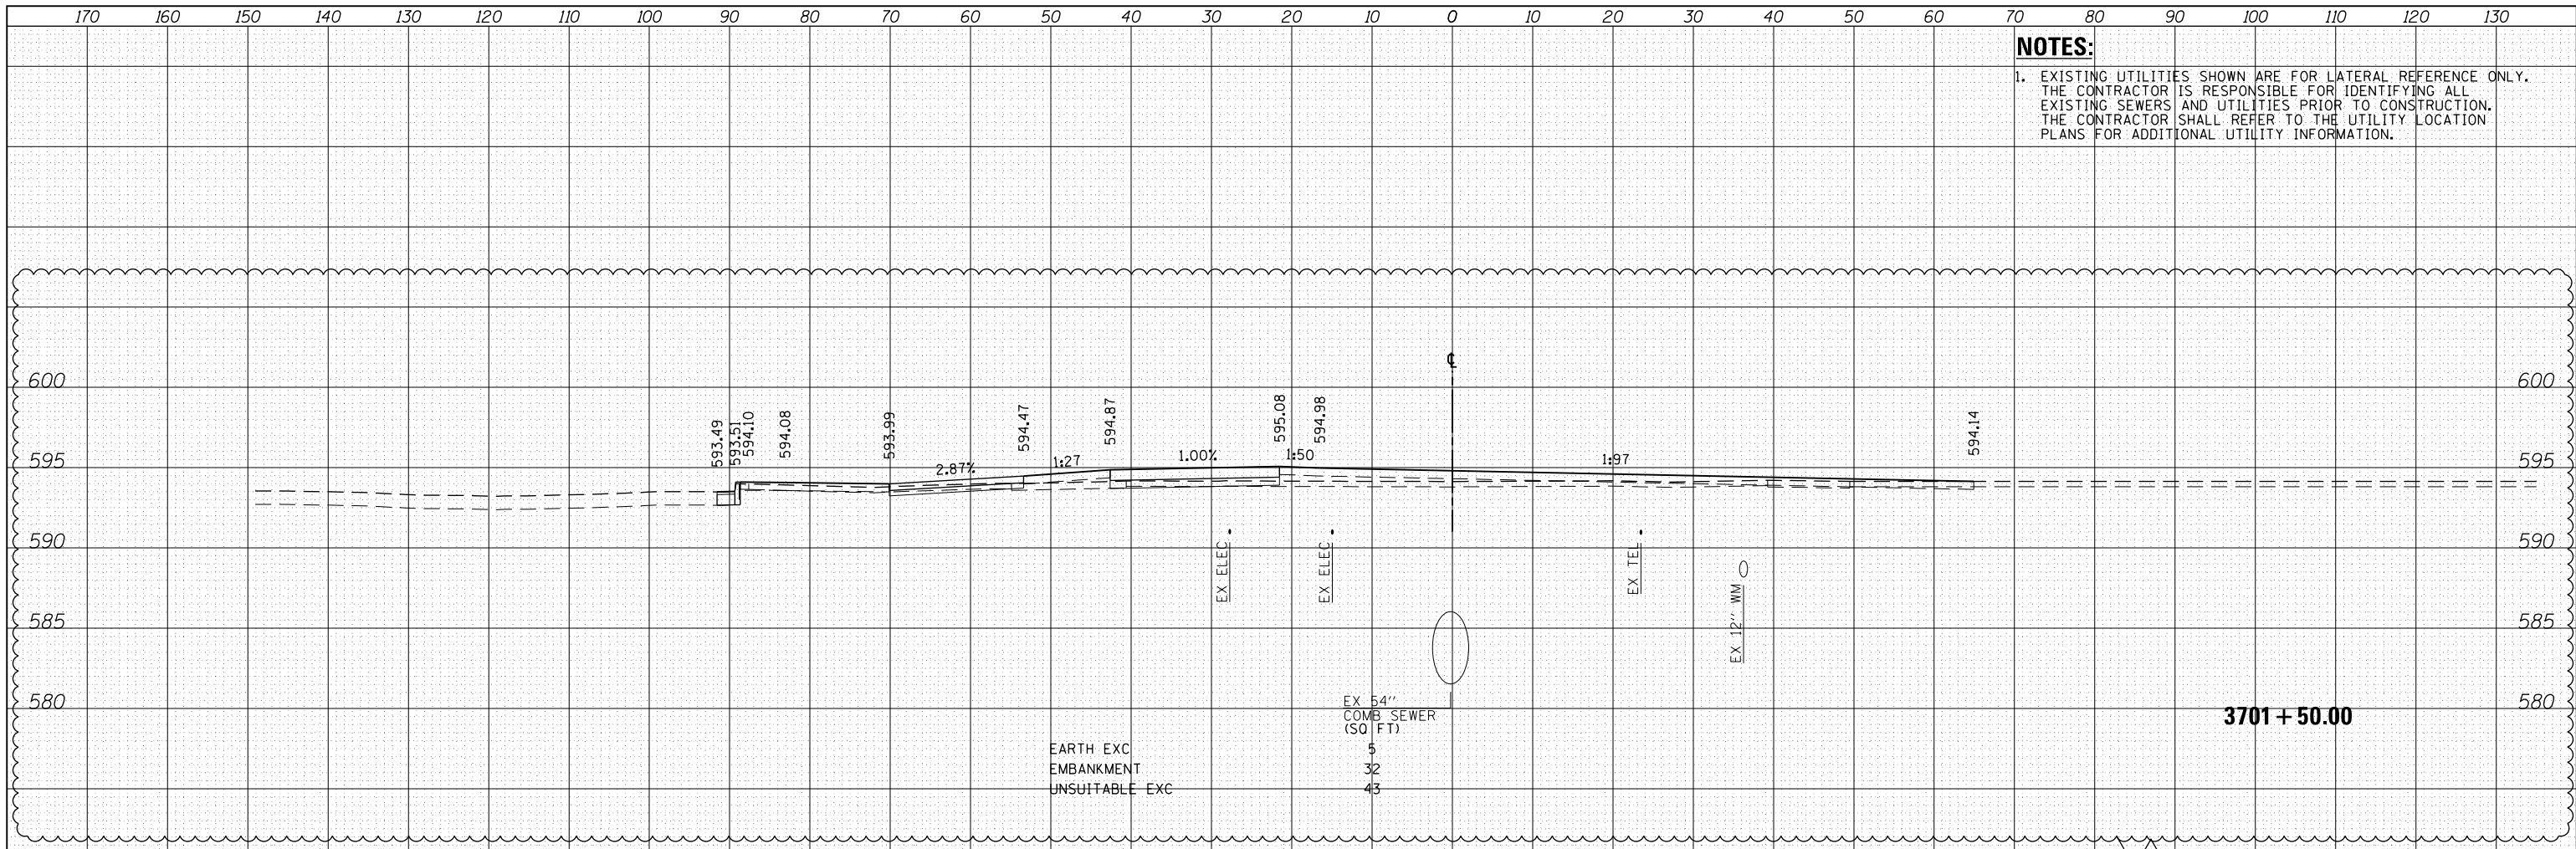 170 160 150 140 130 120 110 100 90 80 70 60 50 40 30 20 10 0 10 20 30 40 50 60 70 80 90 100 110 120 130
NOTES:
1. EXISTING UTILITIES SHOWN ARE FOR LATERAL REFERENCE ONLY.
THE CONTRACTOR IS RESPONSIBLE FOR IDENTIFYING ALL
EXISTING SEWERS AND UTILITIES PRIOR TO CONSTRUCTION.
THE CONTRACTOR SHALL REFER TO THE UTILITY LOCATION
PLANS FOR ADDITIONAL UTILITY INFORMATION.
℄
600 600
593.49 593.51 594.10 594.08 593.99 594.47 594.87 595.08 594.98 594.14
595 2.87% 1:27 1.00% 1:50 1:97 595
590 590
EX ELEC
EX ELEC
EX TEL
EX 12" WM
585 585
580 580
EX 54"
COMB SEWER
(SQ FT)
3701+50.00
EARTH EXC 5
EMBANKMENT 32
UNSUITABLE EXC 43